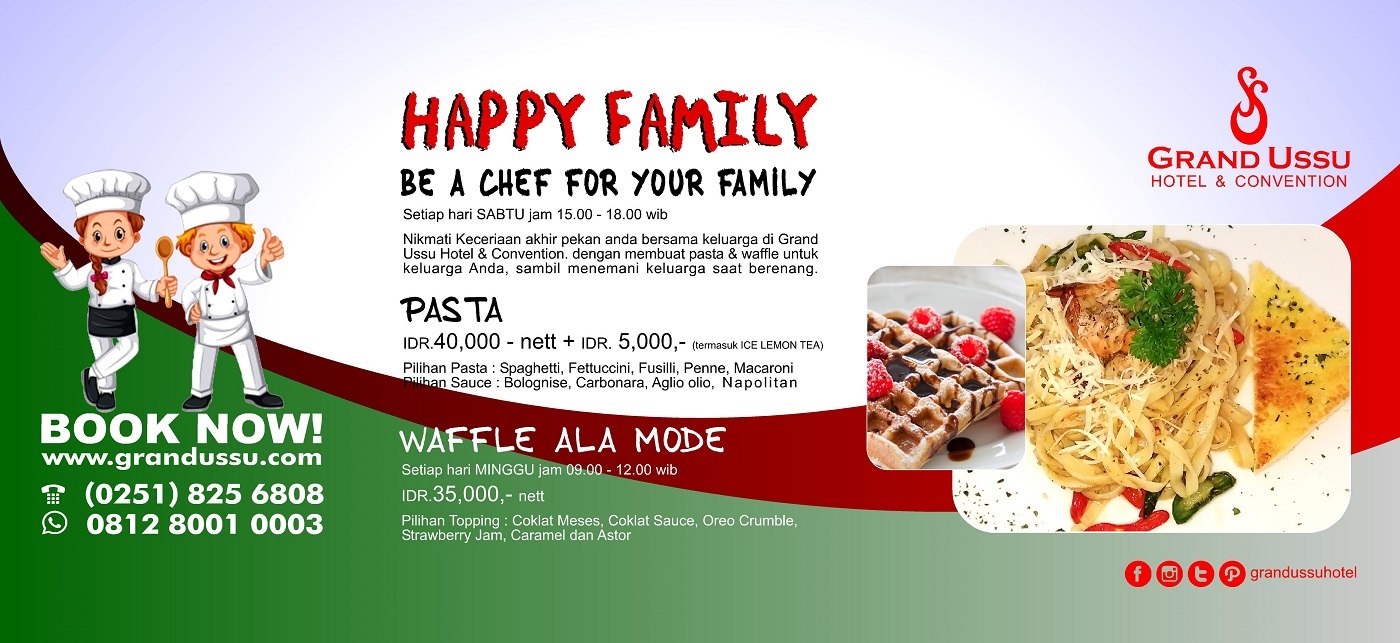 HAPPY FAMILY
BE A CHEF FOR YOUR FAMILY
Setiap hari SABTU jam 15.00 - 18.00 wib
Nikmati Keceriaan akhir pekan anda bersama keluarga di Grand
Ussu Hotel & Convention. dengan membuat pasta & waffle untuk
keluarga Anda, sambil menemani keluarga saat berenang.
PASTA
IDR.40,000 - nett + IDR. 5,000,- (termasuk ICE LEMON TEA)
Pilihan Pasta : Spaghetti, Fettuccini, Fusilli, Penne, Macaroni
Pilihan Sauce : Bolognise, Carbonara, Aglio olio, Napolitan
WAFFLE ALA MODE
Setiap hari MINGGU jam 09.00 - 12.00 wib
IDR.35,000,- nett
Pilihan Topping : Coklat Meses, Coklat Sauce, Oreo Crumble,
Strawberry Jam, Caramel dan Astor
BOOK NOW!
www.grandussu.com
(0251) 825 6808
0812 8001 0003
GRAND USSU
HOTEL & CONVENTION
grandussuhotel